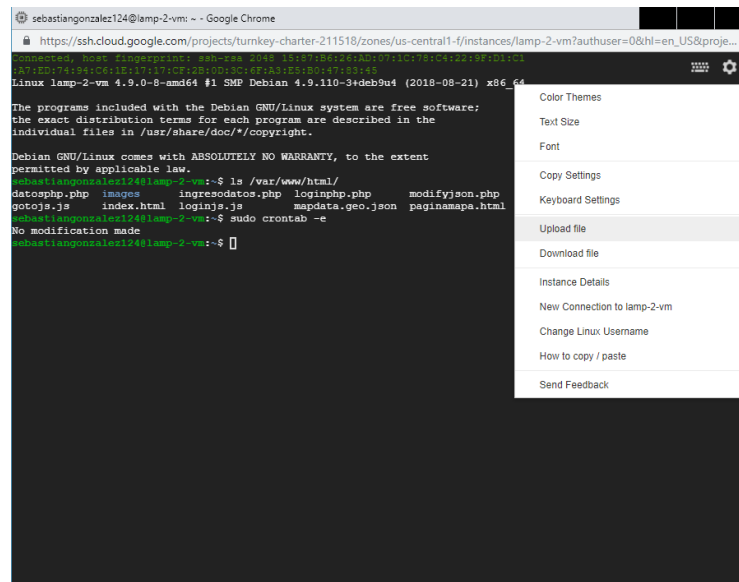 sebastiangonzalez124@lamp-2-vm: ~ - Google Chrome
https://ssh.cloud.google.com/projects/turnkey-charter-211518/zones/us-central1-f/instances/lamp-2-vm?authuser=0&hl=en_US&proje...
Connected, host fingerprint: ssh-rsa 2048 15:87:B6:26:AD:07:1C:78:C4:22:9F:D1:C1
:A7:ED:74:94:C6:1E:17:17:CF:2B:0D:3C:6F:A3:E5:B0:47:83:45
Linux lamp-2-vm 4.9.0-8-amd64 #1 SMP Debian 4.9.110-3+deb9u4 (2018-08-21) x86_64
The programs included with the Debian GNU/Linux system are free software;
the exact distribution terms for each program are described in the
individual files in /usr/share/doc/*/copyright.
Debian GNU/Linux comes with ABSOLUTELY NO WARRANTY, to the extent
permitted by applicable law.
sebastiangonzalez124@lamp-2-vm:~$ ls /var/www/html/
datosphp.php images ingresodatos.php loginphp.php modifyjson.php
gotojs.js index.html loginjs.js mapdata.geo.json paginamapa.html
sebastiangonzalez124@lamp-2-vm:~$ sudo crontab -e
No modification made
sebastiangonzalez124@lamp-2-vm:~$
Color Themes
Text Size
Font
Copy Settings
Keyboard Settings
Upload file
Download file
Instance Details
New Connection to lamp-2-vm
Change Linux Username
How to copy / paste
Send Feedback